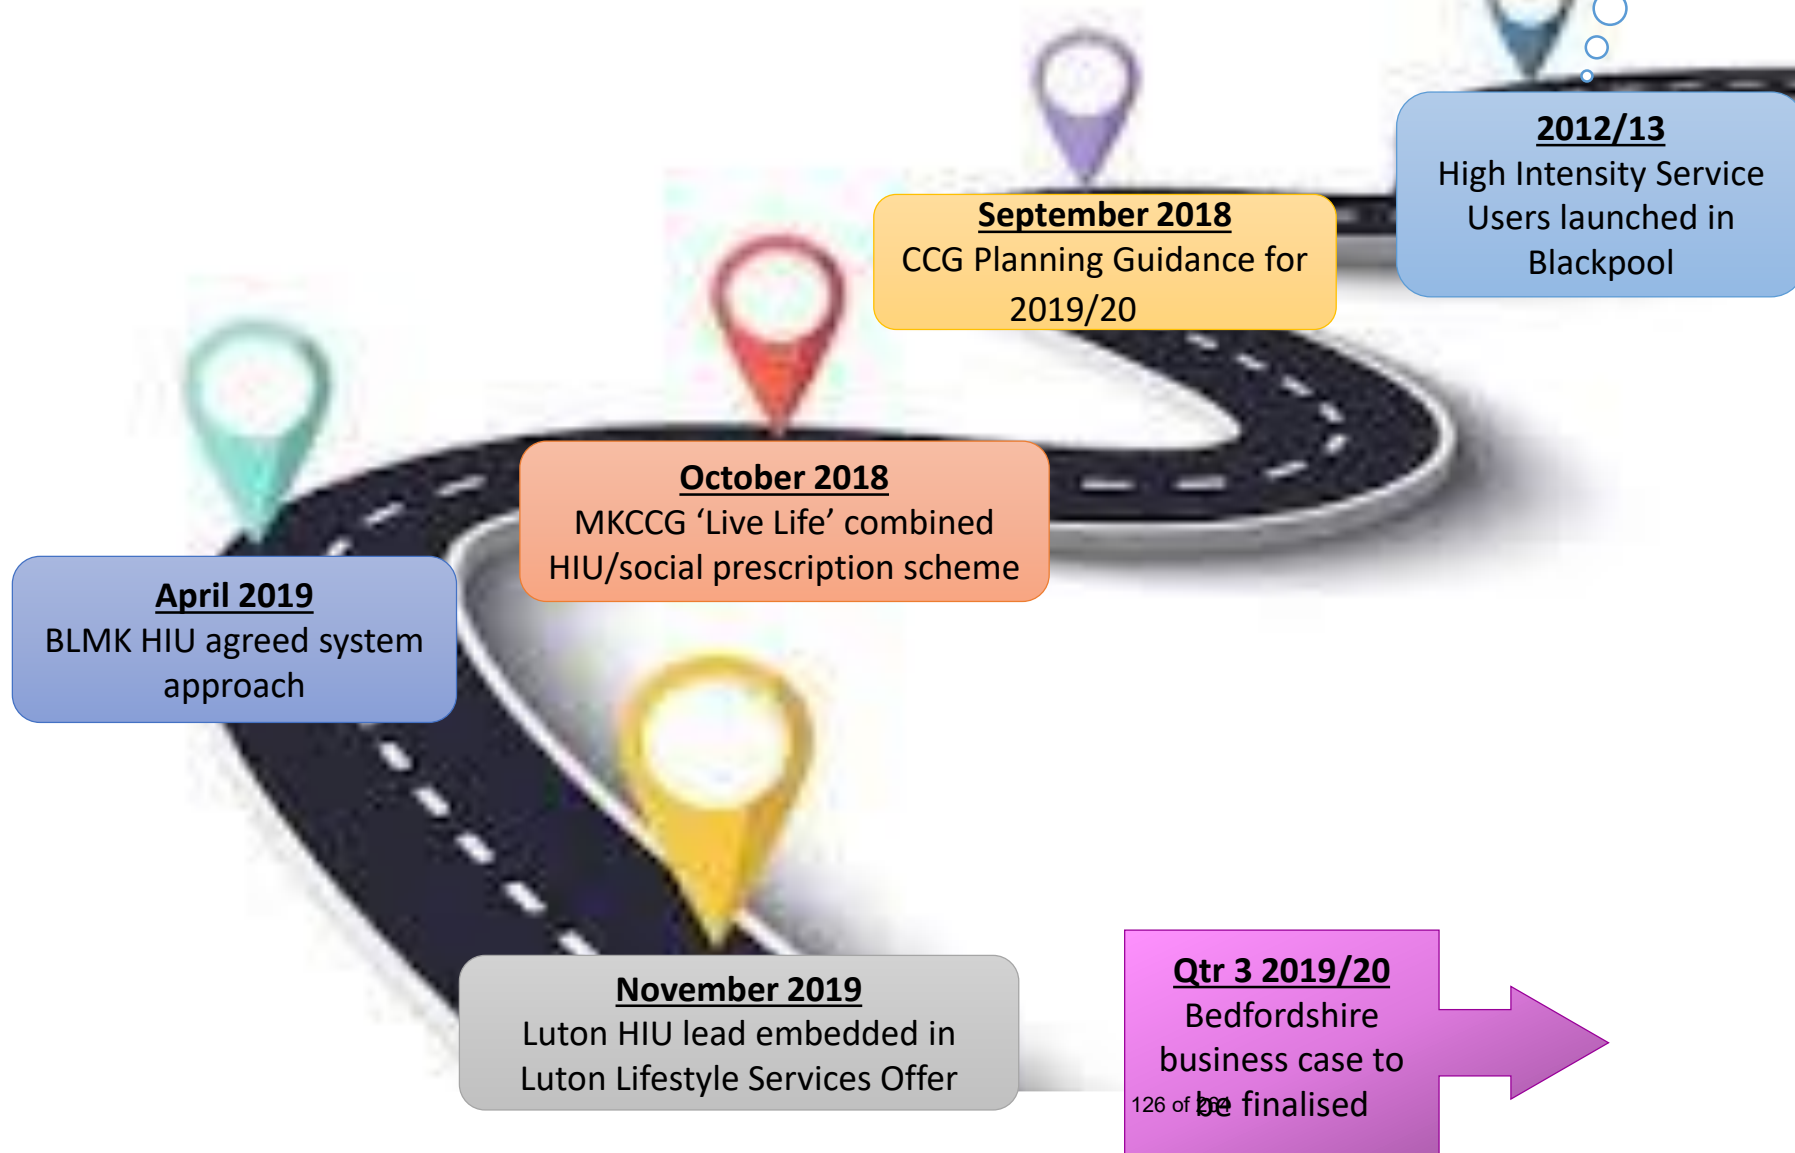 2012/13
High Intensity Service
Users launched in
Blackpool
September 2018
CCG Planning Guidance for
2019/20
October 2018
MKCCG ‘Live Life’ combined
HIU/social prescription scheme
April 2019
BLMK HIU agreed system
approach
November 2019
Luton HIU lead embedded in
Luton Lifestyle Services Offer
Qtr 3 2019/20
Bedfordshire
business case to
be finalised
126 of 264